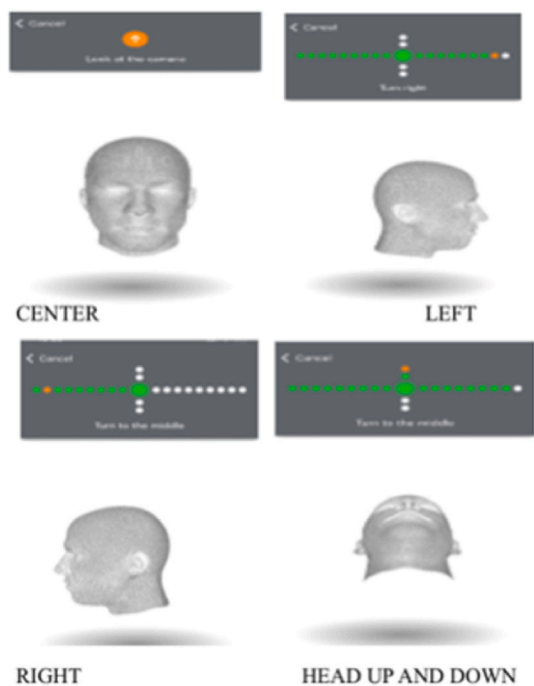 < Cancel
Look at the camera
< Cancel
Turn right
CENTER
LEFT
< Cancel
Turn to the middle
< Cancel
Turn to the middle
RIGHT
HEAD UP AND DOWN